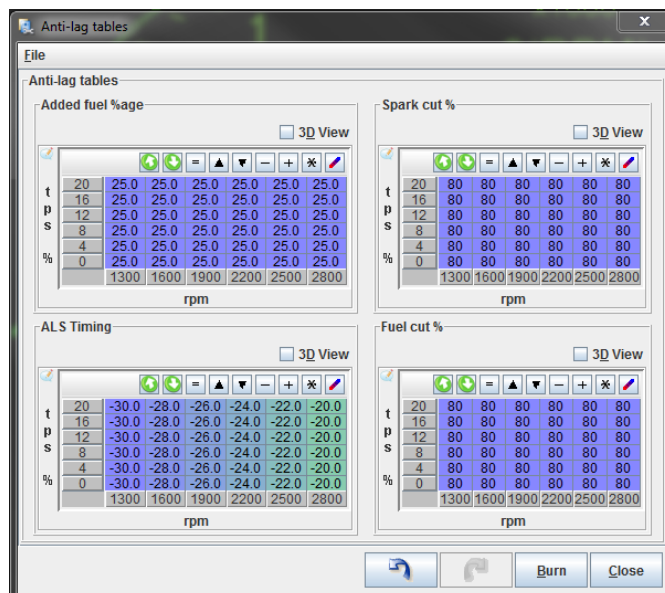 Anti-lag tables
x
File
Anti-lag tables
Added fuel %age
3D View
= - + *
t p s %
20 25.0 25.0 25.0 25.0 25.0 25.0
16 25.0 25.0 25.0 25.0 25.0 25.0
12 25.0 25.0 25.0 25.0 25.0 25.0
8 25.0 25.0 25.0 25.0 25.0 25.0
4 25.0 25.0 25.0 25.0 25.0 25.0
0 25.0 25.0 25.0 25.0 25.0 25.0
1300 1600 1900 2200 2500 2800
rpm
Spark cut %
3D View
= - + *
t p s %
20 80 80 80 80 80 80
16 80 80 80 80 80 80
12 80 80 80 80 80 80
8 80 80 80 80 80 80
4 80 80 80 80 80 80
0 80 80 80 80 80 80
1300 1600 1900 2200 2500 2800
rpm
ALS Timing
3D View
= - + *
t p s %
20 -30.0 -28.0 -26.0 -24.0 -22.0 -20.0
16 -30.0 -28.0 -26.0 -24.0 -22.0 -20.0
12 -30.0 -28.0 -26.0 -24.0 -22.0 -20.0
8 -30.0 -28.0 -26.0 -24.0 -22.0 -20.0
4 -30.0 -28.0 -26.0 -24.0 -22.0 -20.0
0 -30.0 -28.0 -26.0 -24.0 -22.0 -20.0
1300 1600 1900 2200 2500 2800
rpm
Fuel cut %
3D View
= - + *
t p s %
20 80 80 80 80 80 80
16 80 80 80 80 80 80
12 80 80 80 80 80 80
8 80 80 80 80 80 80
4 80 80 80 80 80 80
0 80 80 80 80 80 80
1300 1600 1900 2200 2500 2800
rpm
Burn
Close